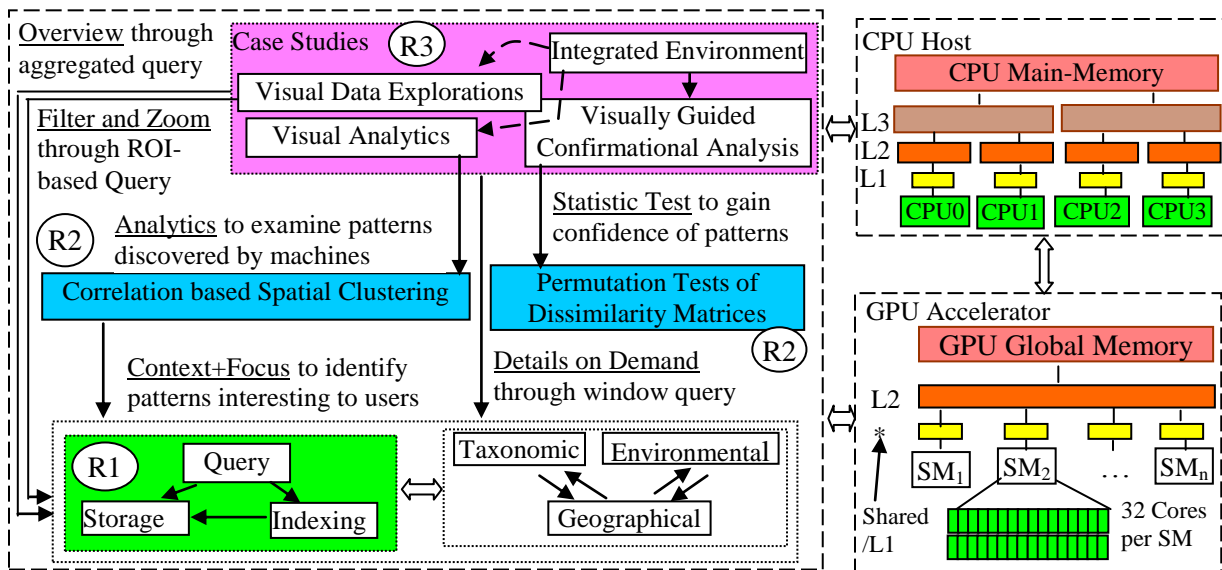 Overview through
aggregated query
Case Studies
R3
Integrated Environment
Visual Data Explorations
Visual Analytics
Visually Guided
Confirmational Analysis
Filter and Zoom
through ROI-
based Query
R2
Analytics to examine patterns
discovered by machines
Statistic Test to gain
confidence of patterns
Correlation based Spatial Clustering
Permutation Tests of
Dissimilarity Matrices
R2
Context+Focus to identify
patterns interesting to users
Details on Demand
through window query
R1
Query
Storage
Indexing
Taxonomic
Environmental
Geographical
CPU Host
CPU Main-Memory
L3
L2
L1
CPU0
CPU1
CPU2
CPU3
GPU Accelerator
GPU Global Memory
L2
*
SM1
SM2
…
SMn
Shared
/L1
32 Cores
per SM